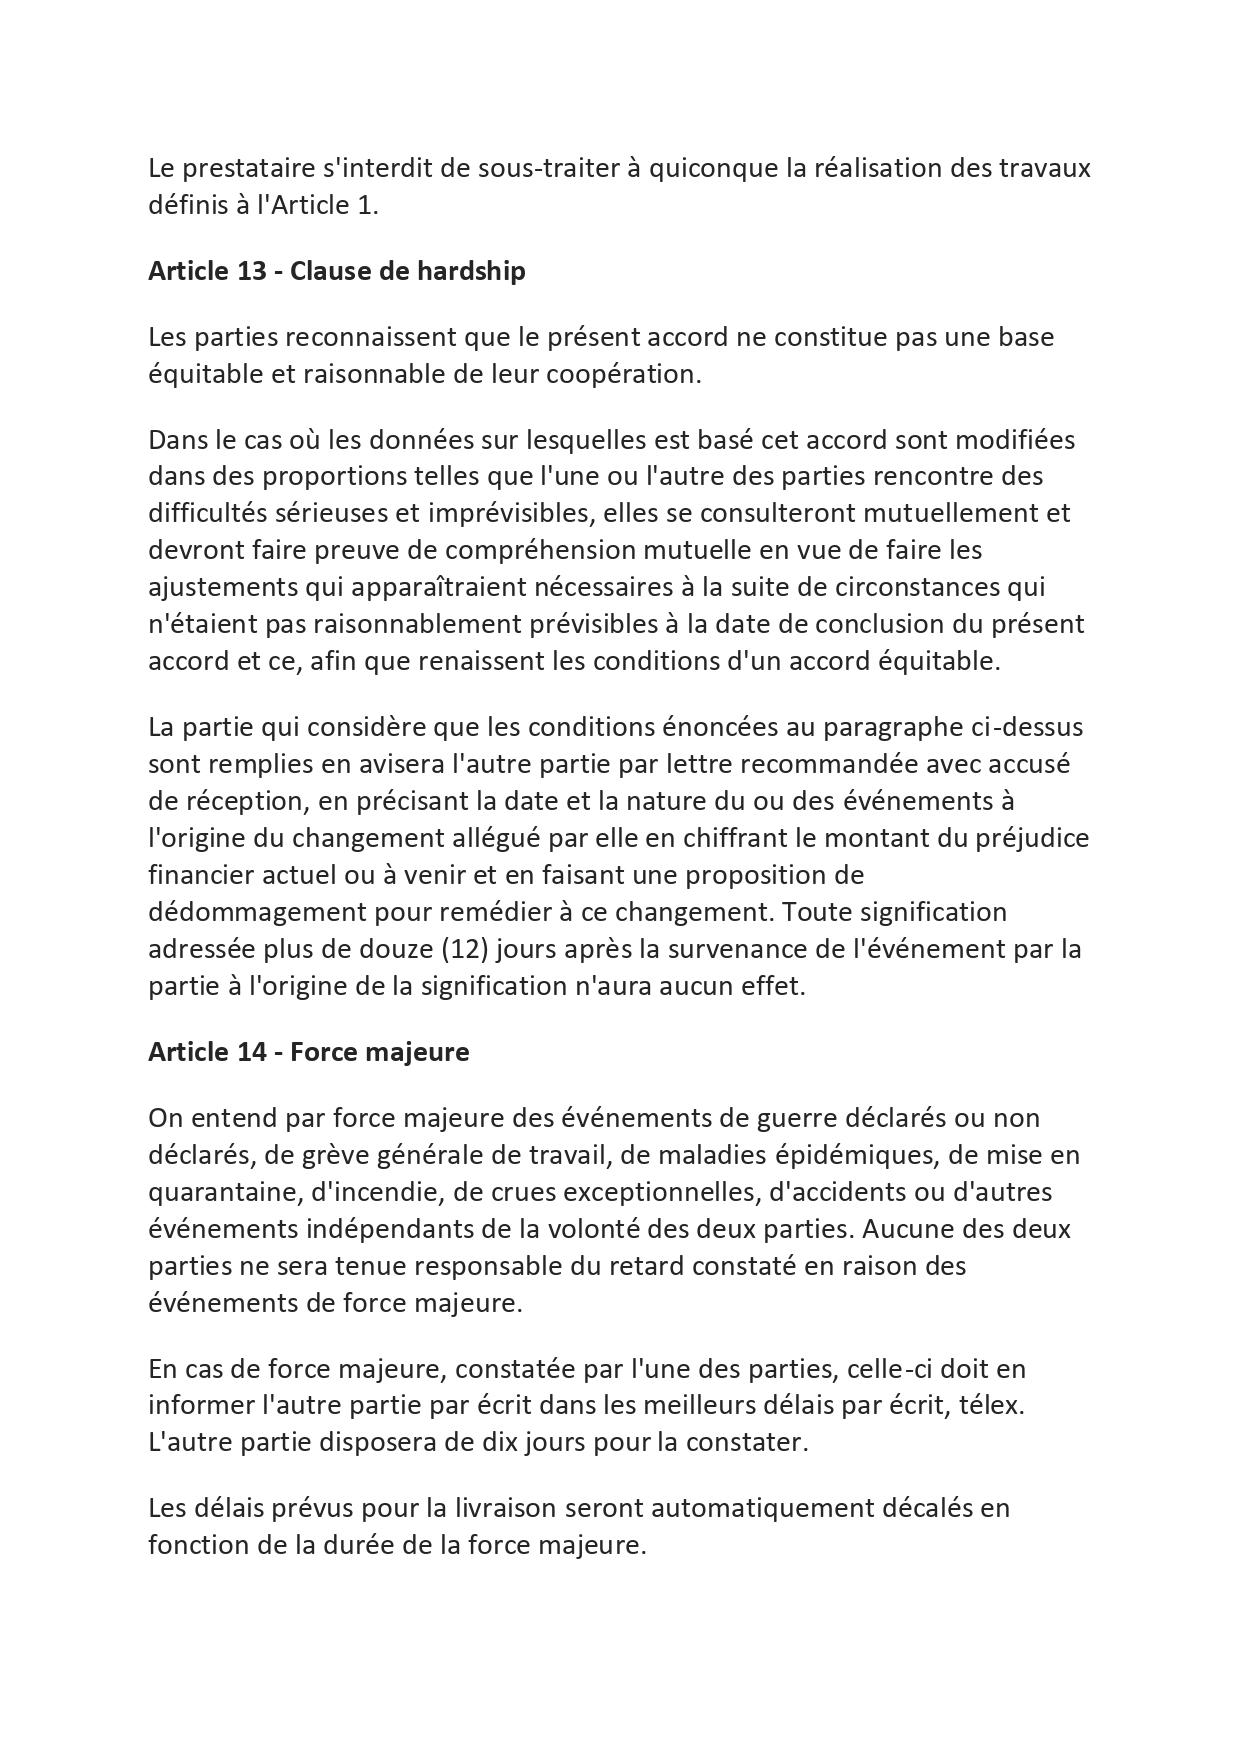 Le prestataire s'interdit de sous-traiter à quiconque la réalisation des travaux
définis à l'Article 1.
Article 13 - Clause de hardship
Les parties reconnaissent que le présent accord ne constitue pas une base
équitable et raisonnable de leur coopération.
Dans le cas où les données sur lesquelles est basé cet accord sont modifiées
dans des proportions telles que l'une ou l'autre des parties rencontre des
difficultés sérieuses et imprévisibles, elles se consulteront mutuellement et
devront faire preuve de compréhension mutuelle en vue de faire les
ajustements qui apparaîtraient nécessaires à la suite de circonstances qui
n'étaient pas raisonnablement prévisibles à la date de conclusion du présent
accord et ce, afin que renaissent les conditions d'un accord équitable.
La partie qui considère que les conditions énoncées au paragraphe ci-dessus
sont remplies en avisera l'autre partie par lettre recommandée avec accusé
de réception, en précisant la date et la nature du ou des événements à
l'origine du changement allégué par elle en chiffrant le montant du préjudice
financier actuel ou à venir et en faisant une proposition de
dédommagement pour remédier à ce changement. Toute signification
adressée plus de douze (12) jours après la survenance de l'événement par la
partie à l'origine de la signification n'aura aucun effet.
Article 14 - Force majeure
On entend par force majeure des événements de guerre déclarés ou non
déclarés, de grève générale de travail, de maladies épidémiques, de mise en
quarantaine, d'incendie, de crues exceptionnelles, d'accidents ou d'autres
événements indépendants de la volonté des deux parties. Aucune des deux
parties ne sera tenue responsable du retard constaté en raison des
événements de force majeure.
En cas de force majeure, constatée par l'une des parties, celle-ci doit en
informer l'autre partie par écrit dans les meilleurs délais par écrit, télex.
L'autre partie disposera de dix jours pour la constater.
Les délais prévus pour la livraison seront automatiquement décalés en
fonction de la durée de la force majeure.